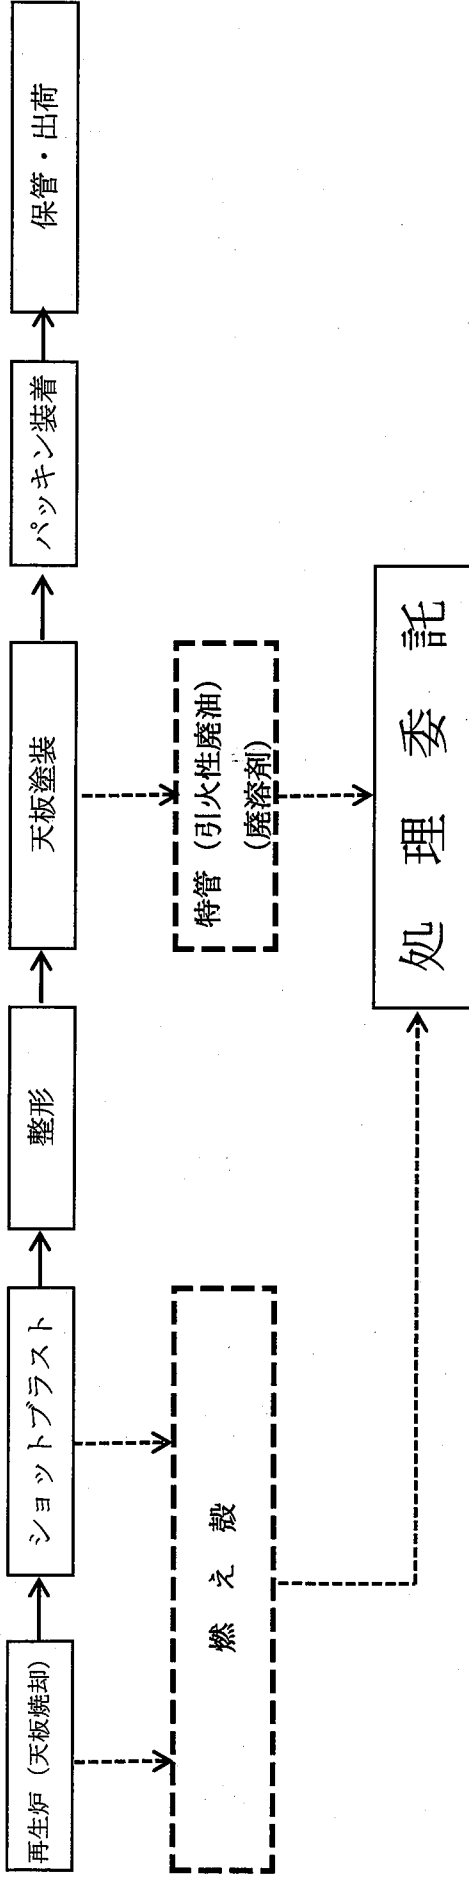 再生炉（天板焼却）
ショットブラスト
整形
天板塗装
パッキン装着
保管・出荷
燃え殻
特管（引火性廃油）
（廃溶剤）
処理委託